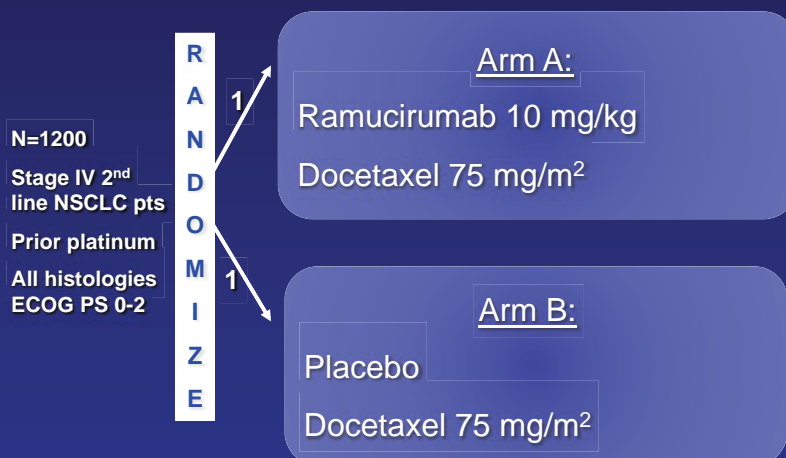 N=1200
Stage IV 2nd
line NSCLC pts
Prior platinum
All histologies
ECOG PS 0-2
R
A
N
D
O
M
I
Z
E
1
1
Arm A:
Ramucirumab 10 mg/kg
Docetaxel 75 mg/m²
Arm B:
Placebo
Docetaxel 75 mg/m²